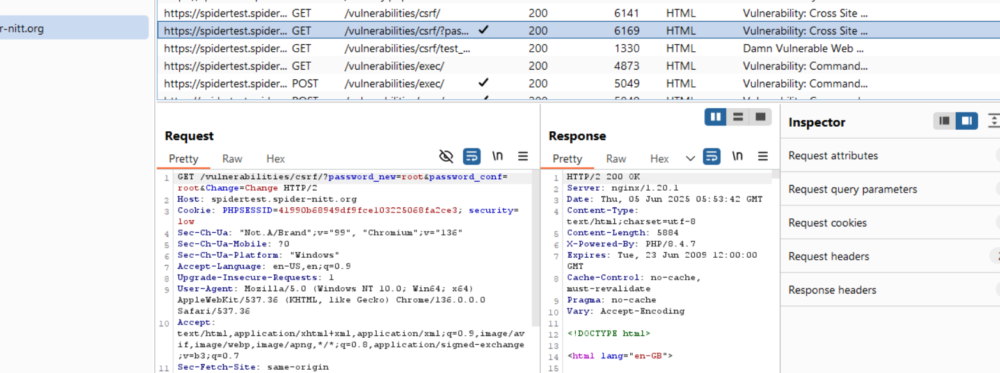 r-nitt.org
https://spidertest.spider... GET /vulnerabilities/csrf/ 200 6141 HTML Vulnerability: Cross Site ...
https://spidertest.spider... GET /vulnerabilities/csrf/?pas... ✓ 200 6169 HTML Vulnerability: Cross Site ...
https://spidertest.spider... GET /vulnerabilities/csrf/test_... 200 1330 HTML Damn Vulnerable Web ...
https://spidertest.spider... GET /vulnerabilities/exec/ 200 4873 HTML Vulnerability: Command...
https://spidertest.spider... POST /vulnerabilities/exec/ ✓ 200 5049 HTML Vulnerability: Command...
Request
Pretty Raw Hex \n
1 GET /vulnerabilities/csrf/?password_new=root&password_conf=
root&Change=Change HTTP/2
2 Host: spidertest.spider-nitt.org
3 Cookie: PHPSESSID=41990b68949df9fce103225068fa2ce3; security=
low
4 Sec-Ch-Ua: "Not.A/Brand";v="99", "Chromium";v="136"
5 Sec-Ch-Ua-Mobile: ?0
6 Sec-Ch-Ua-Platform: "Windows"
7 Accept-Language: en-US,en;q=0.9
8 Upgrade-Insecure-Requests: 1
9 User-Agent: Mozilla/5.0 (Windows NT 10.0; Win64; x64)
AppleWebKit/537.36 (KHTML, like Gecko) Chrome/136.0.0.0
Safari/537.36
10 Accept:
text/html,application/xhtml+xml,application/xml;q=0.9,image/av
if,image/webp,image/apng,*/*;q=0.8,application/signed-exchange
;v=b3;q=0.7
11 Sec-Fetch-Site: same-origin
Response
Pretty Raw Hex \n
1 HTTP/2 200 OK
2 Server: nginx/1.20.1
3 Date: Thu, 05 Jun 2025 05:53:42 GMT
4 Content-Type:
text/html;charset=utf-8
5 Content-Length: 5884
6 X-Powered-By: PHP/8.4.7
7 Expires: Tue, 23 Jun 2009 12:00:00
GMT
8 Cache-Control: no-cache,
must-revalidate
9 Pragma: no-cache
10 Vary: Accept-Encoding
11
12 <!DOCTYPE html>
13
14 <html lang="en-GB">
15
Inspector
Request attributes
Request query parameters
Request cookies
Request headers
Response headers